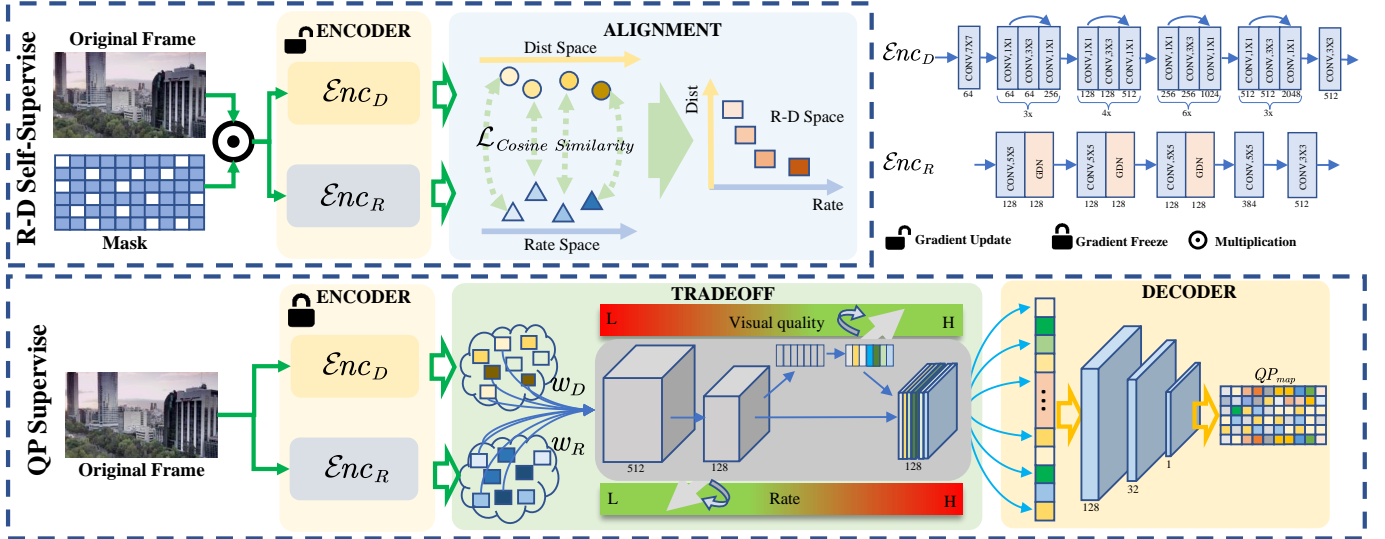 R-D Self-Supervise
Original Frame
Mask
ENCODER
Enc_D
Enc_R
ALIGNMENT
Dist Space
L_Cosine Similarity
Rate Space
Dist
R-D Space
Rate
Enc_D
CONV,7X7
64
CONV,1X1
CONV,3X3
CONV,1X1
64 64 256
3x
CONV,1X1
CONV,3X3
CONV,1X1
128 128 512
4x
CONV,1X1
CONV,3X3
CONV,1X1
256 256 1024
6x
CONV,1X1
CONV,3X3
CONV,1X1
512 512 2048
3x
CONV,3X3
512
Enc_R
CONV,5X5
GDN
128 128
CONV,5X5
GDN
128 128
CONV,5X5
GDN
128 128
CONV,5X5
384
CONV,3X3
512
Gradient Update
Gradient Freeze
Multiplication
QP Supervise
Original Frame
ENCODER
Enc_D
Enc_R
TRADEOFF
w_D
w_R
L Visual quality H
512
128
128
L Rate H
DECODER
...
128
32
1
QP_map